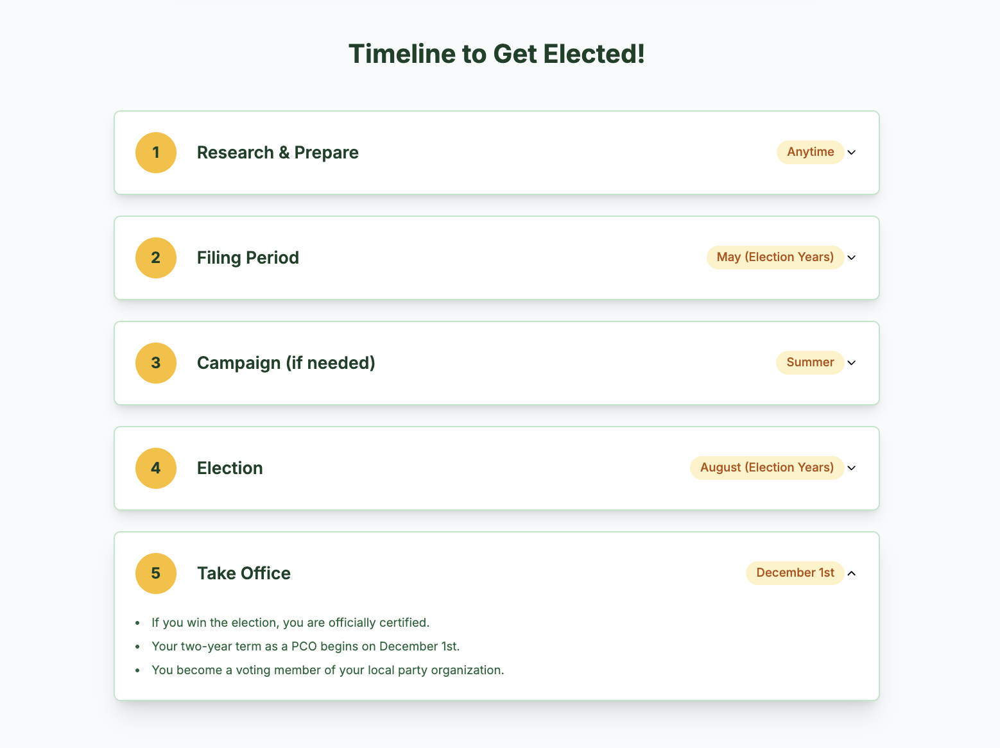 Timeline to Get Elected!
1 Research & Prepare Anytime
2 Filing Period May (Election Years)
3 Campaign (if needed) Summer
4 Election August (Election Years)
5 Take Office December 1st
• If you win the election, you are officially certified.
• Your two-year term as a PCO begins on December 1st.
• You become a voting member of your local party organization.